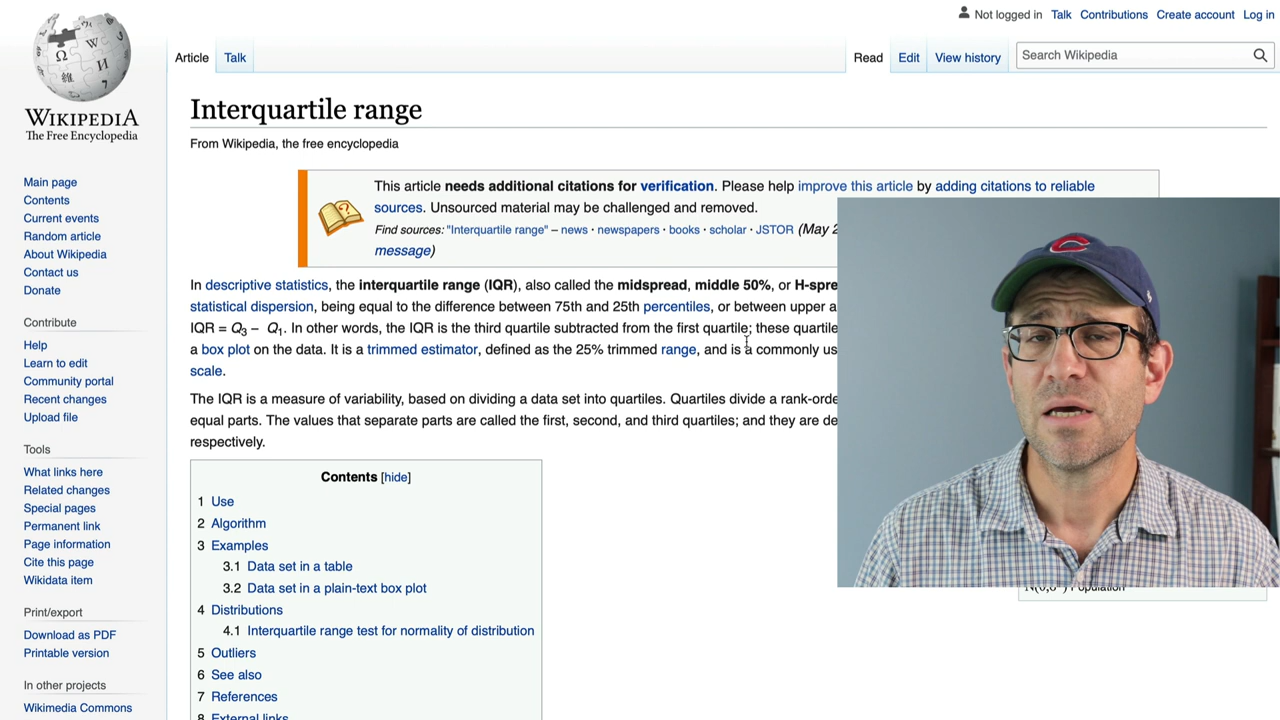 Not logged in Talk Contributions Create account Log in
Article Talk Read Edit View history Search Wikipedia
WIKIPEDIA
The Free Encyclopedia
Main page
Contents
Current events
Random article
About Wikipedia
Contact us
Donate
Contribute
Help
Learn to edit
Community portal
Recent changes
Upload file
Tools
What links here
Related changes
Special pages
Permanent link
Page information
Cite this page
Wikidata item
Print/export
Download as PDF
Printable version
In other projects
Wikimedia Commons
Interquartile range
From Wikipedia, the free encyclopedia
This article needs additional citations for verification. Please help improve this article by adding citations to reliable
sources. Unsourced material may be challenged and removed.
Find sources: "Interquartile range" – news · newspapers · books · scholar · JSTOR (May 2
message)
In descriptive statistics, the interquartile range (IQR), also called the midspread, middle 50%, or H-spre
statistical dispersion, being equal to the difference between 75th and 25th percentiles, or between upper a
IQR = Q3 − Q1. In other words, the IQR is the third quartile subtracted from the first quartile; these quartile
a box plot on the data. It is a trimmed estimator, defined as the 25% trimmed range, and is a commonly us
scale.
The IQR is a measure of variability, based on dividing a data set into quartiles. Quartiles divide a rank-orde
equal parts. The values that separate parts are called the first, second, and third quartiles; and they are de
respectively.
Contents [hide]
1 Use
2 Algorithm
3 Examples
3.1 Data set in a table
3.2 Data set in a plain-text box plot
4 Distributions
4.1 Interquartile range test for normality of distribution
5 Outliers
6 See also
7 References
8 External links
Population